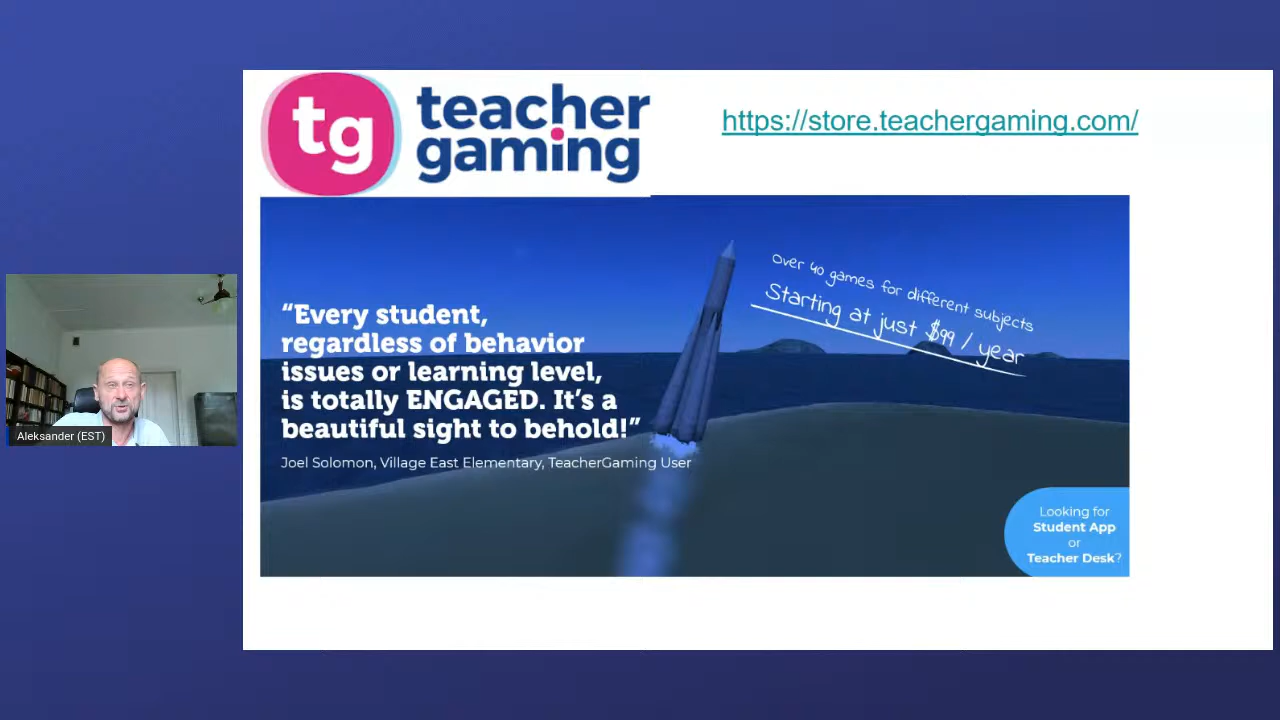 tg
teacher
gaming
https://store.teachergaming.com/
Over 40 games for different subjects
Starting at just $99 / year
“Every student,
regardless of behavior
issues or learning level,
is totally ENGAGED. It’s a
beautiful sight to behold!”
Joel Solomon, Village East Elementary, TeacherGaming User
Looking for
Student App
or
Teacher Desk?
Aleksander (EST)